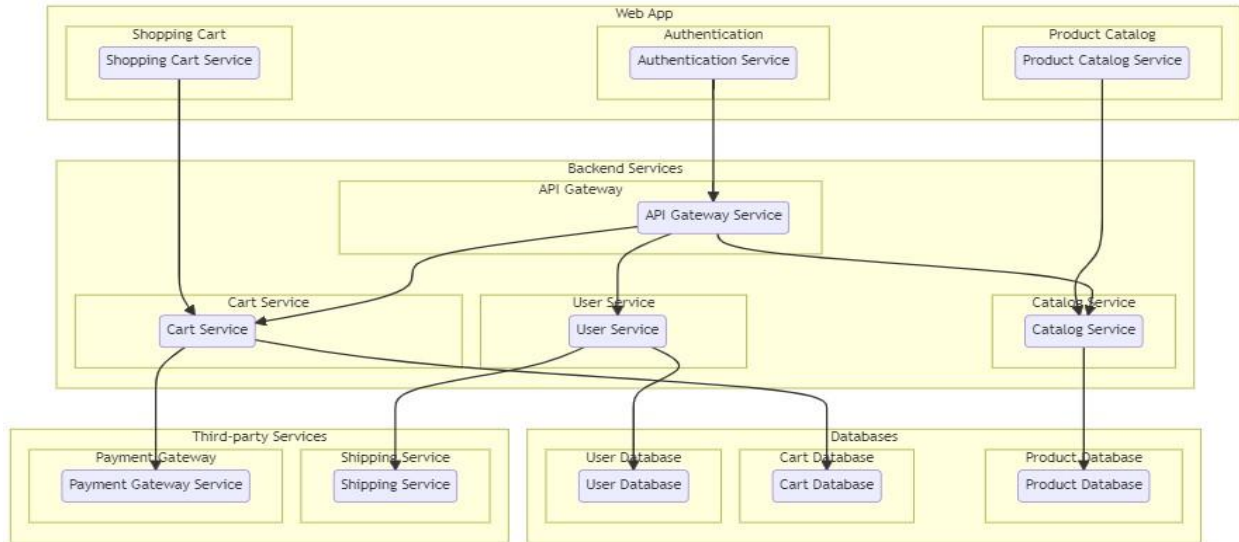 Web App
Shopping Cart
Authentication
Product Catalog
Shopping Cart Service
Authentication Service
Product Catalog Service
Backend Services
API Gateway
API Gateway Service
Cart Service
User Service
Catalog Service
Cart Service
User Service
Catalog Service
Third-party Services
Databases
Payment Gateway
Shipping Service
User Database
Cart Database
Product Database
Payment Gateway Service
Shipping Service
User Database
Cart Database
Product Database